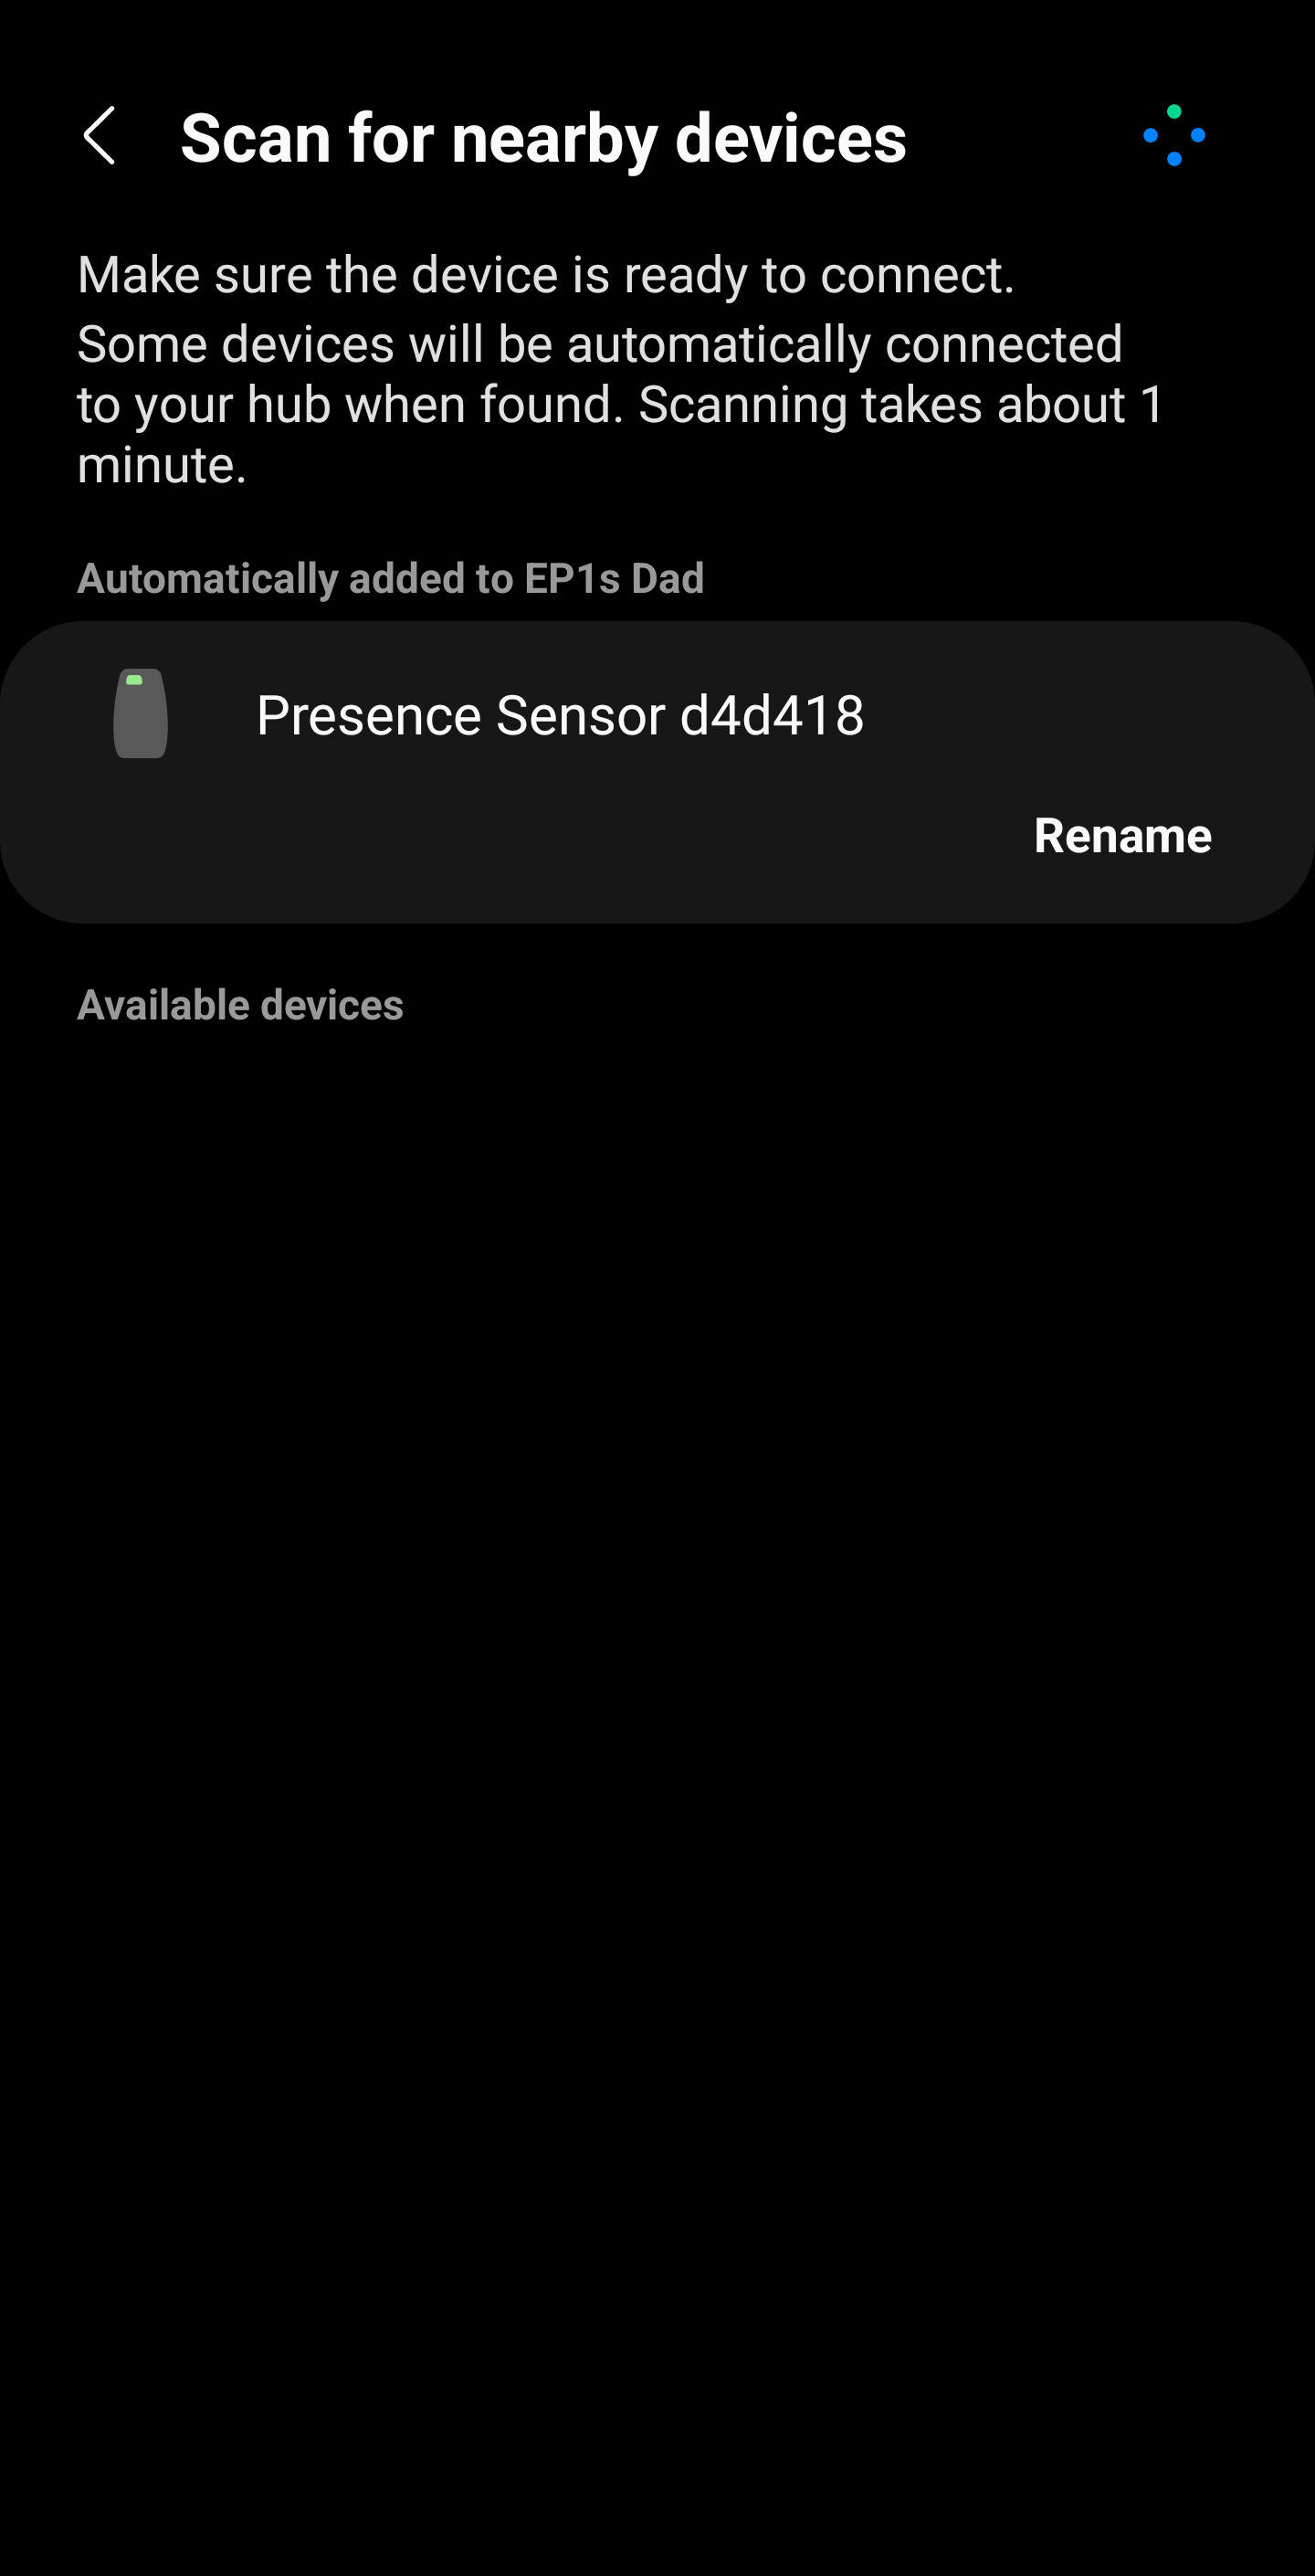 Scan for nearby devices
Make sure the device is ready to connect.
Some devices will be automatically connected
to your hub when found. Scanning takes about 1
minute.
Automatically added to EP1s Dad
Presence Sensor d4d418
Rename
Available devices